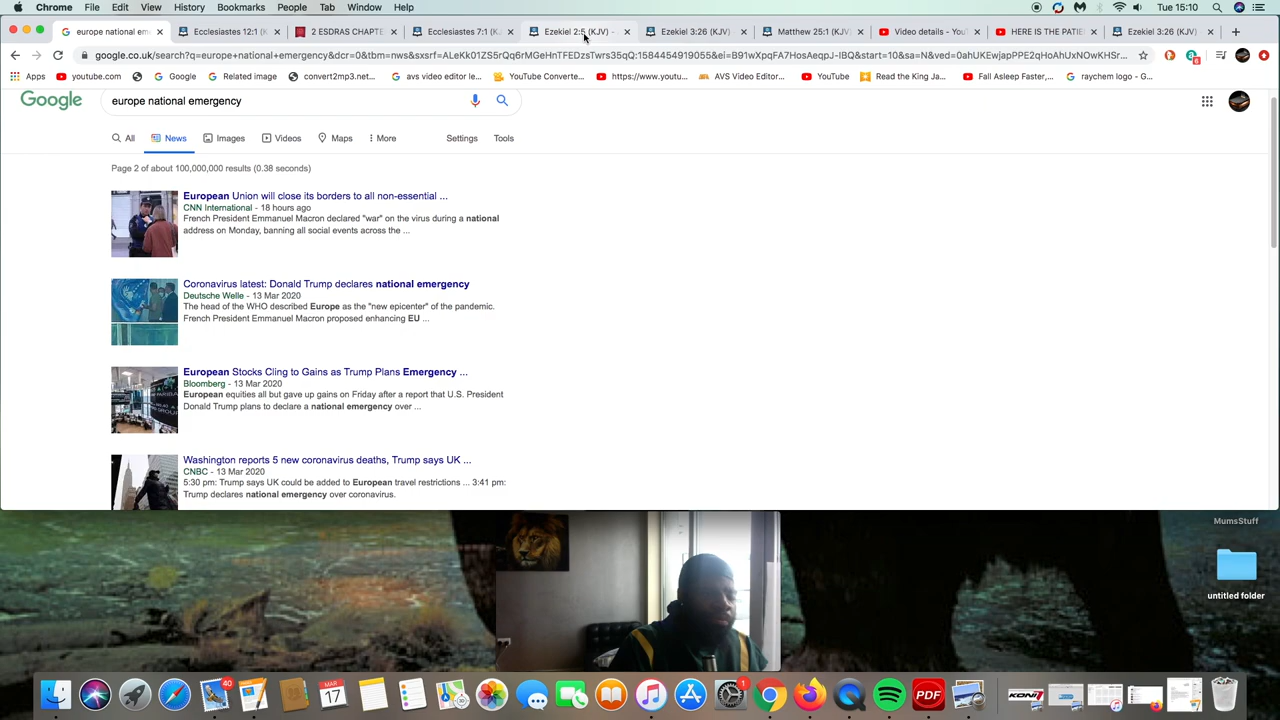 Chrome File Edit View History Bookmarks People Tab Window Help Tue 15:10
europe national em Ecclesiastes 12:1 (K 2 ESDRAS CHAPTE Ecclesiastes 7:1 (KJ Ezekiel 2:5 (KJV) - Ezekiel 3:26 (KJV) Matthew 25:1 (KJV) Video details - YouT HERE IS THE PATIE Ezekiel 3:26 (KJV)
Apps youtube.com Google Related image convert2mp3.net... avs video editor le... YouTube Converte... https://www.youtu... AVS Video Editor... YouTube Read the King Ja... Fall Asleep Faster,... raychem logo - G...
Google europe national emergency
All News Images Videos Maps More Settings Tools
Page 2 of about 100,000,000 results (0.38 seconds)
European Union will close its borders to all non-essential ...
CNN International - 18 hours ago
French President Emmanuel Macron declared "war" on the virus during a national
address on Monday, banning all social events across the ...
Coronavirus latest: Donald Trump declares national emergency
Deutsche Welle - 13 Mar 2020
The head of the WHO described Europe as the "new epicenter" of the pandemic.
French President Emmanuel Macron proposed enhancing EU ...
European Stocks Cling to Gains as Trump Plans Emergency ...
Bloomberg - 13 Mar 2020
European equities all but gave up gains on Friday after a report that U.S. President
Donald Trump plans to declare a national emergency over ...
Washington reports 5 new coronavirus deaths, Trump says UK ...
CNBC - 13 Mar 2020
5:30 pm: Trump says UK could be added to European travel restrictions ... 3:41 pm:
Trump declares national emergency over coronavirus.
MumsStuff
untitled folder
40
MAR
17
1
PDF
KONI